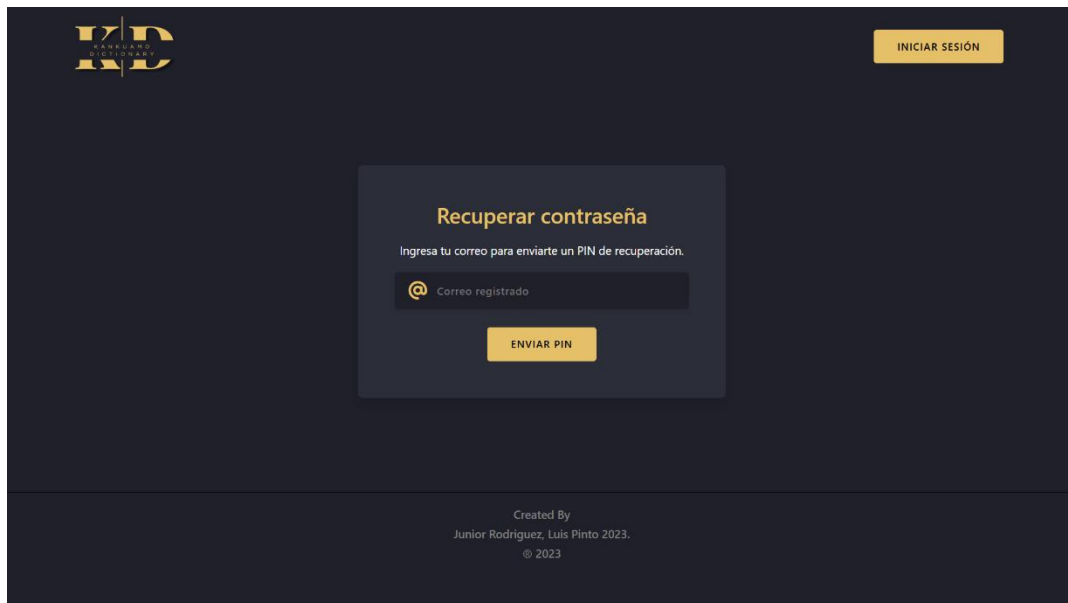 KD
KANKUAMO
DICTIONARY
INICIAR SESIÓN
Recuperar contraseña
Ingresa tu correo para enviarte un PIN de recuperación.
@ Correo registrado
ENVIAR PIN
Created By
Junior Rodriguez, Luis Pinto 2023.
® 2023